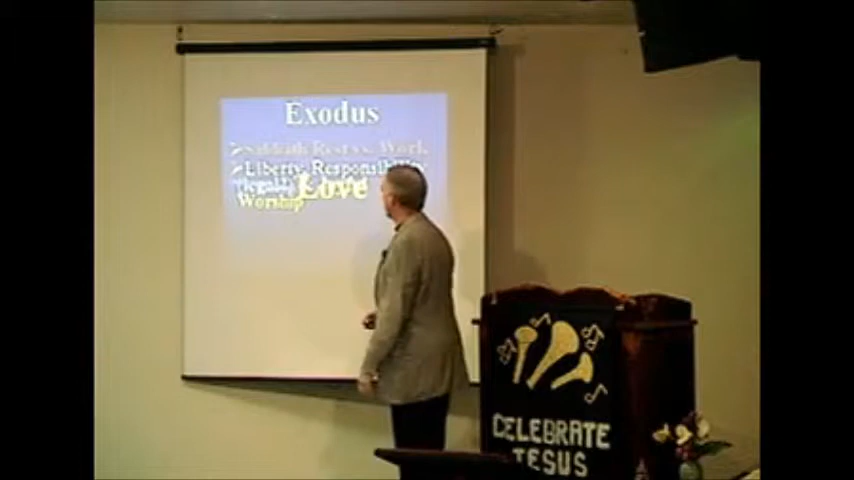 Exodus
Sabbath Rest vs. Work,
Liberty, Responsibility
Love
Worship
CELEBRATE
JESUS